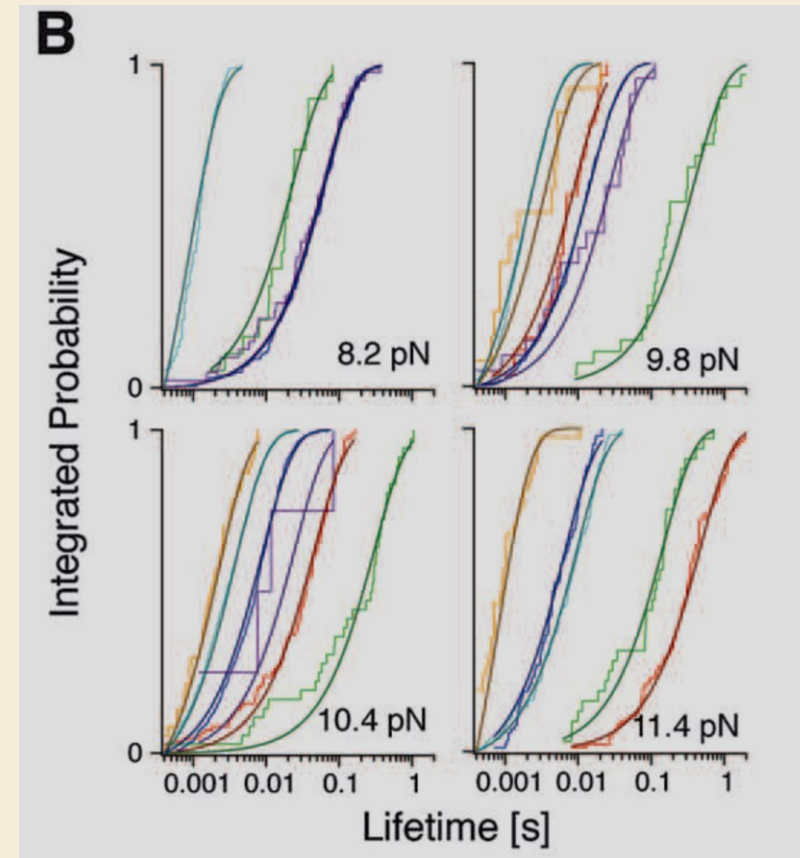 B
Integrated Probability
1
0
8.2 pN
9.8 pN
1
0
10.4 pN
11.4 pN
0.001 0.01 0.1 1
0.001 0.01 0.1 1
Lifetime [s]